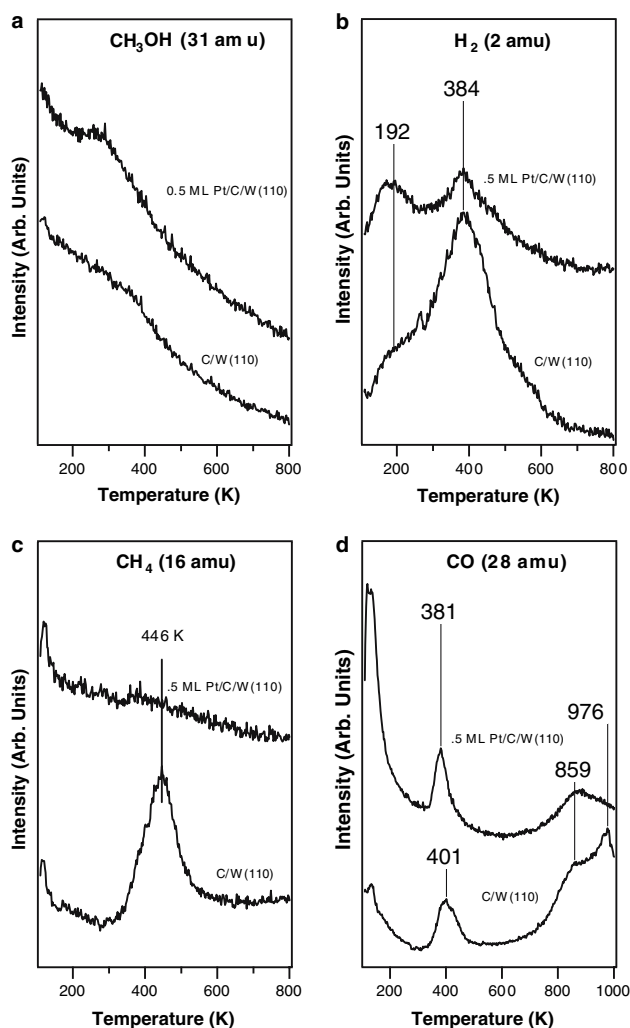 a
CH₃OH (31 am u)
0.5 ML Pt/C/W(110)
C/W(110)
Intensity (Arb. Units)
200 400 600 800
Temperature (K)
b
H₂ (2 amu)
384
192
.5 ML Pt/C/W(110)
C/W(110)
Intensity (Arb. Units)
200 400 600 800
Temperature (K)
c
CH₄ (16 amu)
446 K
.5 ML Pt/C/W(110)
C/W(110)
Intensity (Arb. Units)
200 400 600 800
Temperature (K)
d
CO (28 amu)
381
.5 ML Pt/C/W(110)
976
859
401
C/W(110)
Intensity (Arb. Units)
200 400 600 800 1000
Temperature (K)